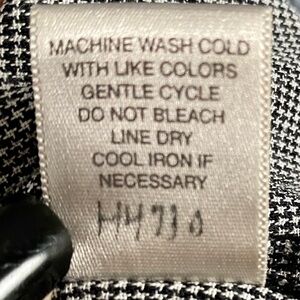 MACHINE WASH COLD
WITH LIKE COLORS
GENTLE CYCLE
DO NOT BLEACH
LINE DRY
COOL IRON IF
NECESSARY